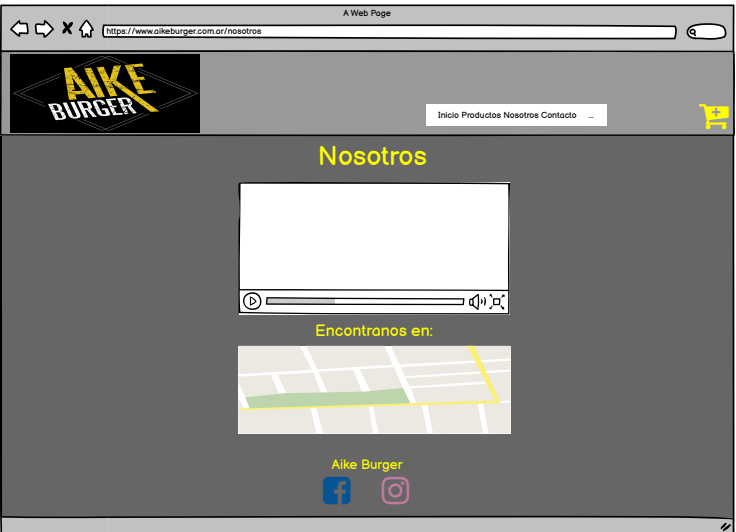 A Web Page
https://www.aikeburger.com.ar/nosotros
AIKE
BURGER
Inicio Productos Nosotros Contacto ...
Nosotros
Encontranos en:
Aike Burger